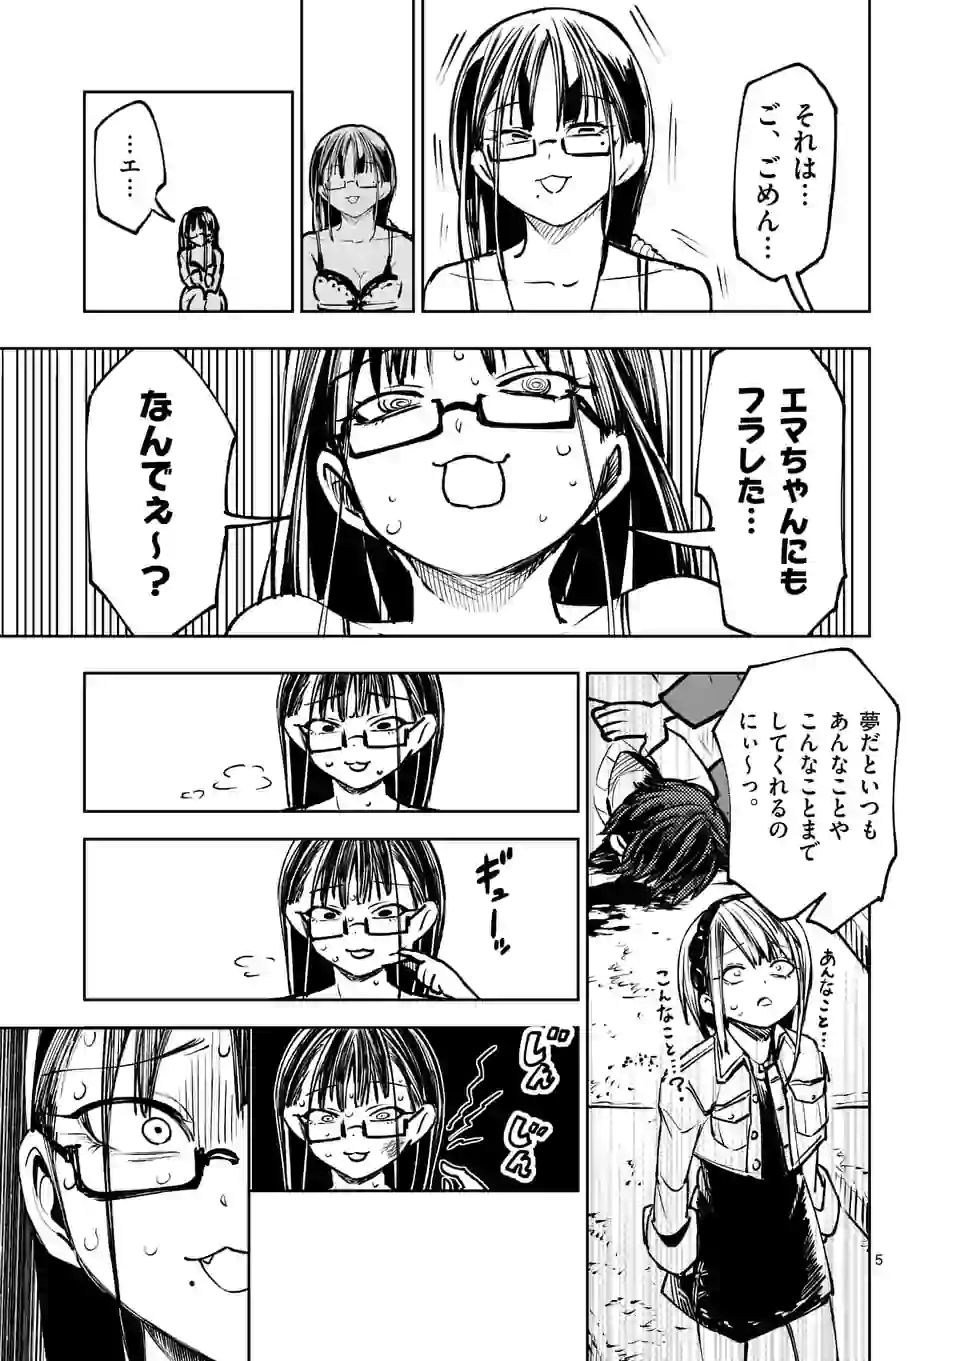 それは…
ご、ごめん…
…エ…
エマちゃんにも
フラした…
なんでぇ～？
夢だといつも
あんなことや
こんなことまで
してくれるの
にぃ～っ。
あんなこと…
こんなこと…？
ギューー
じん
じん
5